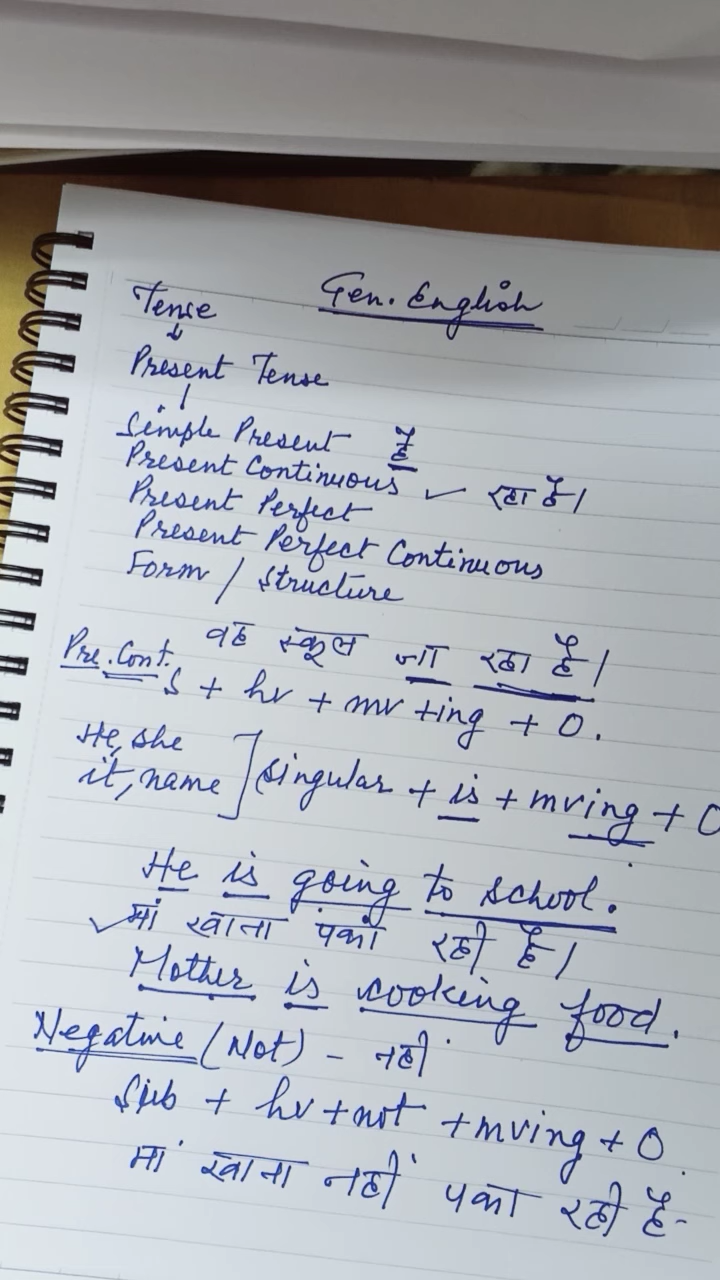 Gen. English
Tense
↓
Present Tense
Simple Present है
Present Continuous ✓ रहा है।
Present Perfect
Present Perfect Continuous
Form / Structure
वह स्कूल जा रहा है।
Pre. Cont. S + hv + mv +ing + O.
He, she
it, name ] singular + is + mving + O
He is going to school.
✓ मां खाना पका रही है।
Mother is cooking food.
Negative (Not) - नहीं
Sub + hv + not + mving + O.
मां खाना नहीं पका रही है-